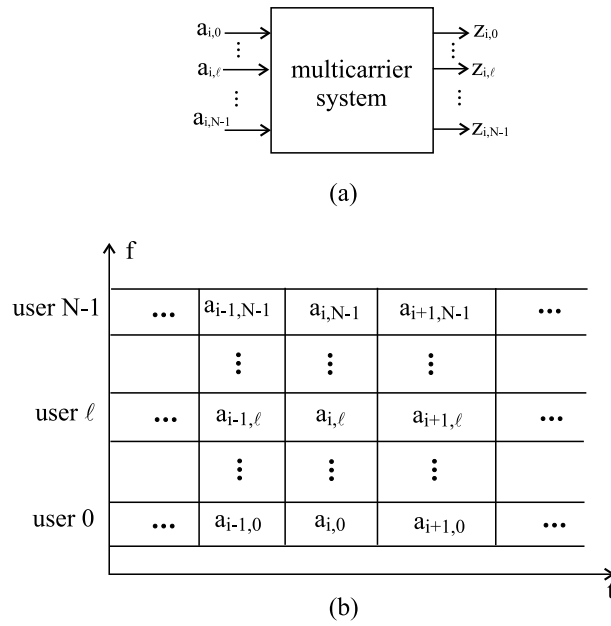 a_{i,0} z_{i,0}
⋮ ⋮
a_{i,ℓ} multicarrier system z_{i,ℓ}
⋮ ⋮
a_{i,N-1} z_{i,N-1}
(a)
f
user N-1 ... a_{i-1,N-1} a_{i,N-1} a_{i+1,N-1} ...
⋮ ⋮ ⋮
user ℓ ... a_{i-1,ℓ} a_{i,ℓ} a_{i+1,ℓ} ...
⋮ ⋮ ⋮
user 0 ... a_{i-1,0} a_{i,0} a_{i+1,0} ...
t
(b)